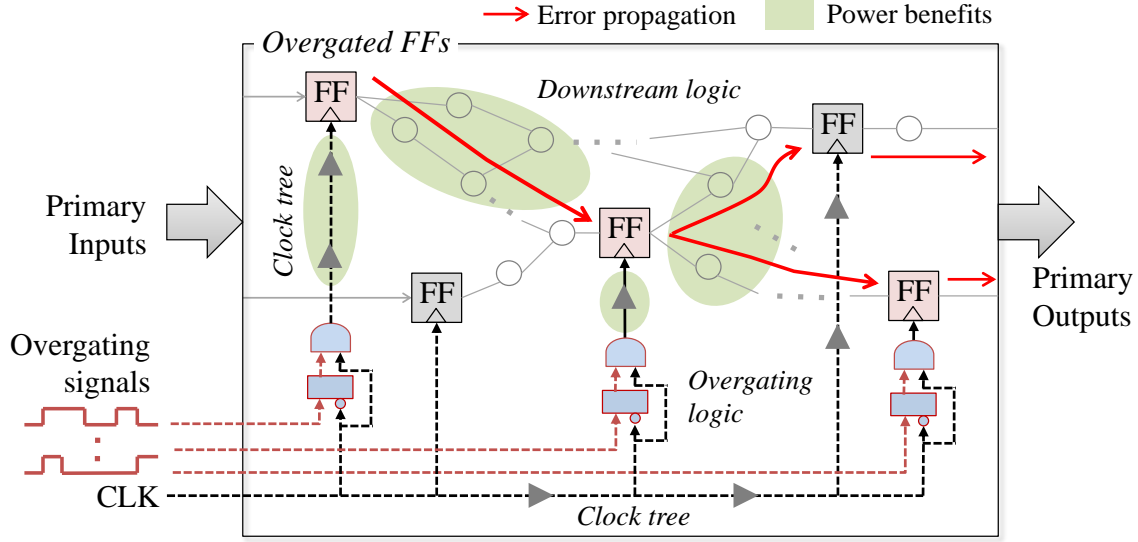 Error propagation
Power benefits
Overgated FFs
FF
Downstream logic
FF
Clock tree
Primary
Inputs
FF
FF
FF
Primary
Outputs
Overgating
signals
Overgating
logic
CLK
Clock tree